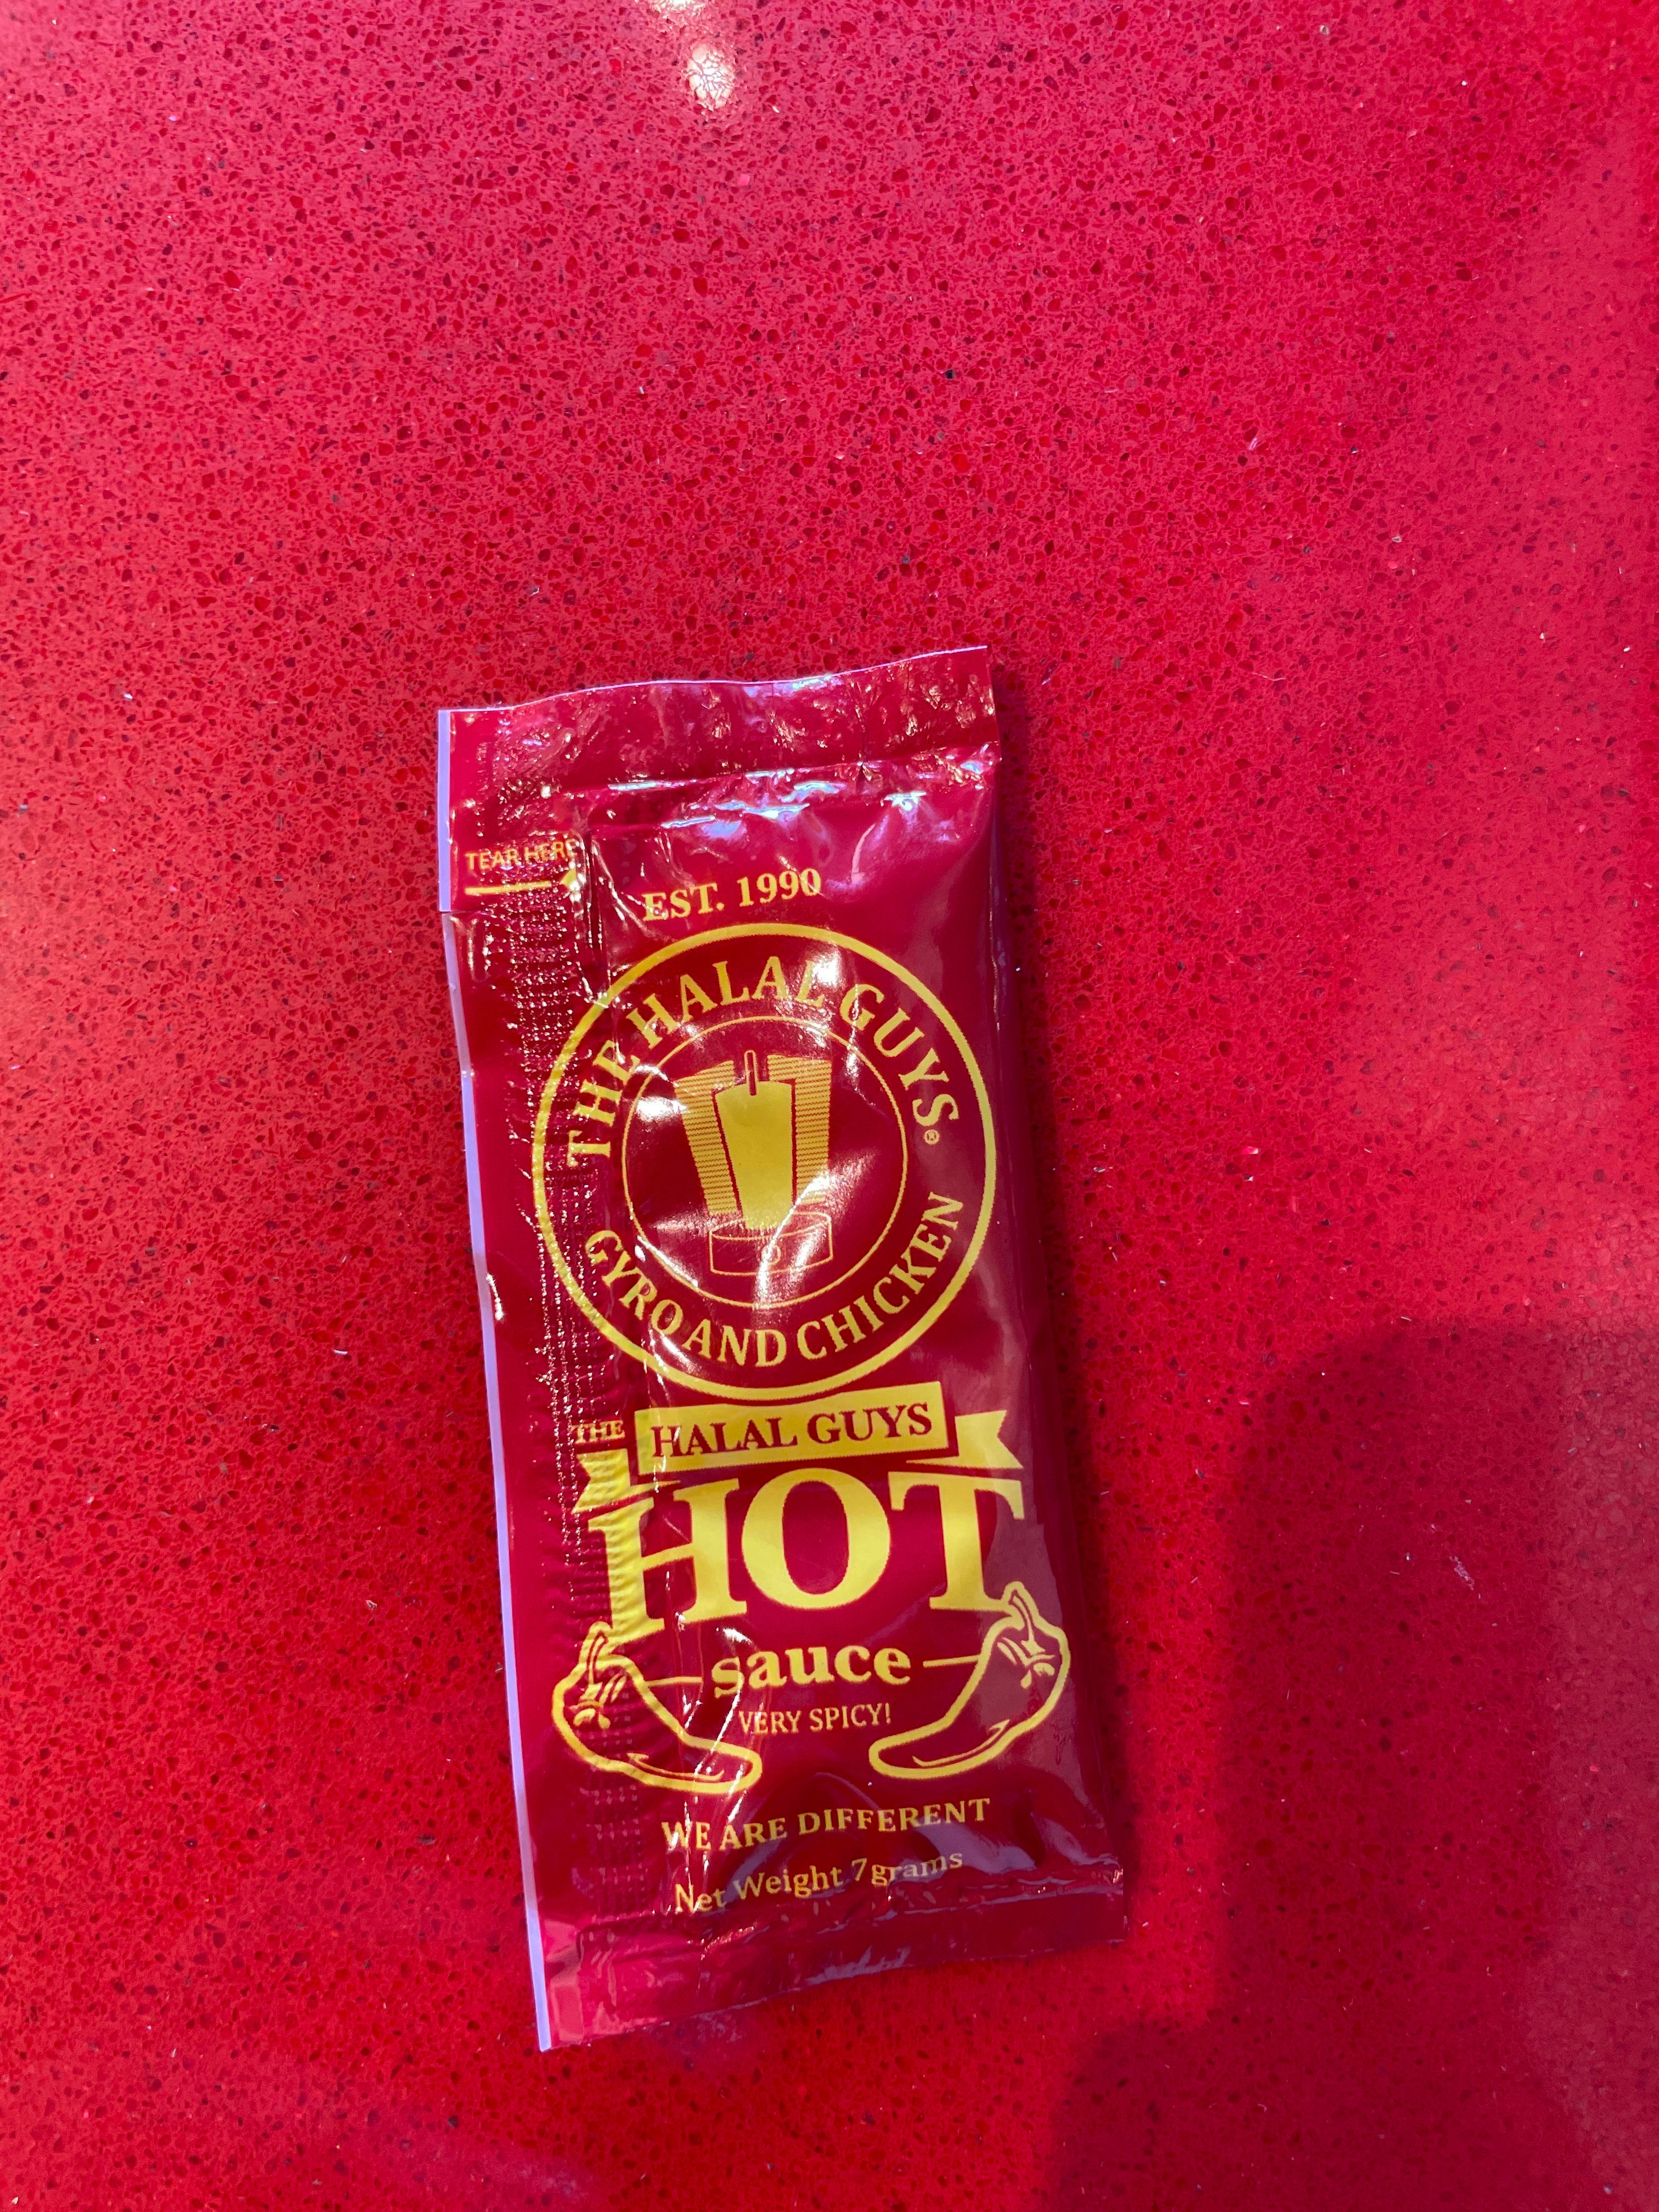 TEAR HERE
EST. 1990
THE HALAL GUYS®
GYRO AND CHICKEN
THE HALAL GUYS
HOT
sauce
VERY SPICY!
WE ARE DIFFERENT
Net Weight 7grams